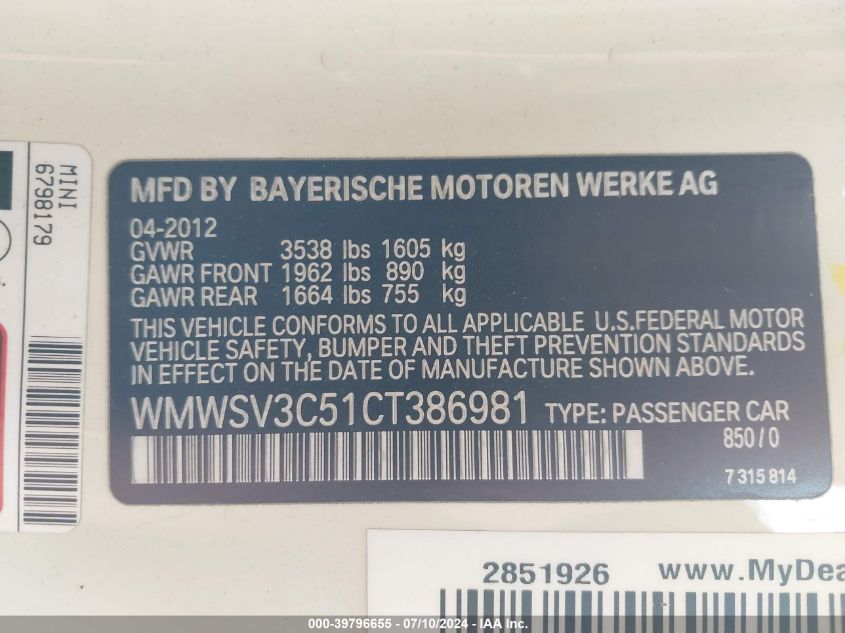 MINI
6798179
MFD BY BAYERISCHE MOTOREN WERKE AG
04-2012
GVWR 3538 lbs 1605 kg
GAWR FRONT 1962 lbs 890 kg
GAWR REAR 1664 lbs 755 kg
THIS VEHICLE CONFORMS TO ALL APPLICABLE U.S.FEDERAL MOTOR
VEHICLE SAFETY, BUMPER AND THEFT PREVENTION STANDARDS
IN EFFECT ON THE DATE OF MANUFACTURE SHOWN ABOVE.
WMWSV3C51CT386981 TYPE: PASSENGER CAR
850/0
7 315 814
2851926 www.MyDea
000-39796655 - 07/10/2024 - IAA Inc.